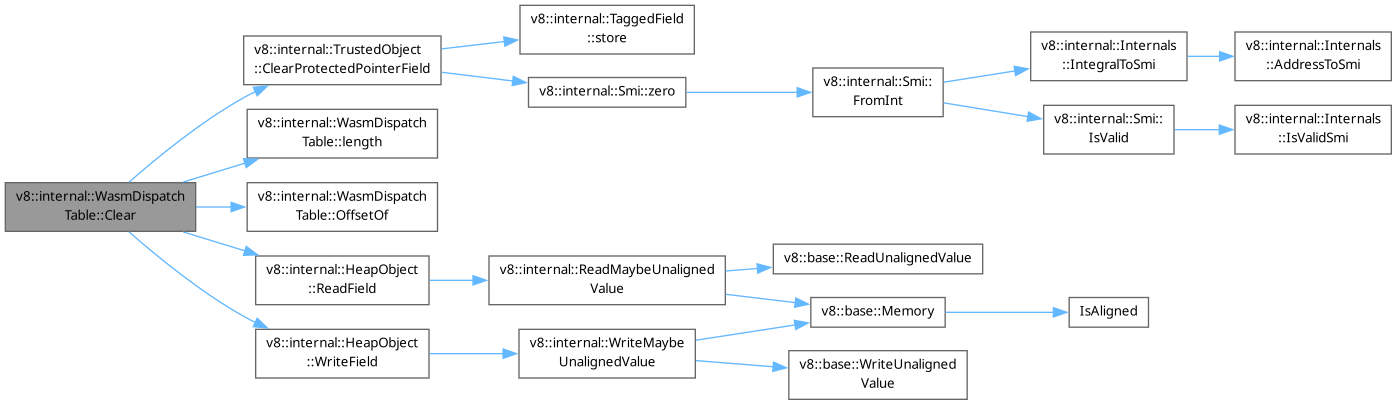 v8::internal::TaggedField
::store
v8::internal::TrustedObject
::ClearProtectedPointerField
v8::internal::Internals
::IntegralToSmi
v8::internal::Internals
::AddressToSmi
v8::internal::Smi::zero
v8::internal::Smi::
FromInt
v8::internal::WasmDispatch
Table::length
v8::internal::Smi::
IsValid
v8::internal::Internals
::IsValidSmi
v8::internal::WasmDispatch
Table::Clear
v8::internal::WasmDispatch
Table::OffsetOf
v8::base::ReadUnalignedValue
v8::internal::HeapObject
::ReadField
v8::internal::ReadMaybeUnaligned
Value
v8::base::Memory
IsAligned
v8::internal::HeapObject
::WriteField
v8::internal::WriteMaybe
UnalignedValue
v8::base::WriteUnaligned
Value